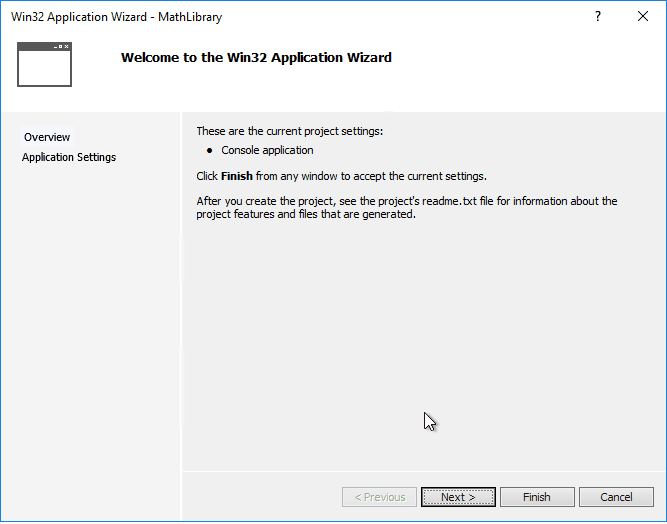 Win32 Application Wizard - MathLibrary
?
Welcome to the Win32 Application Wizard
Overview
Application Settings
These are the current project settings:
● Console application
Click Finish from any window to accept the current settings.
After you create the project, see the project's readme.txt file for information about the
project features and files that are generated.
< Previous
Next >
Finish
Cancel